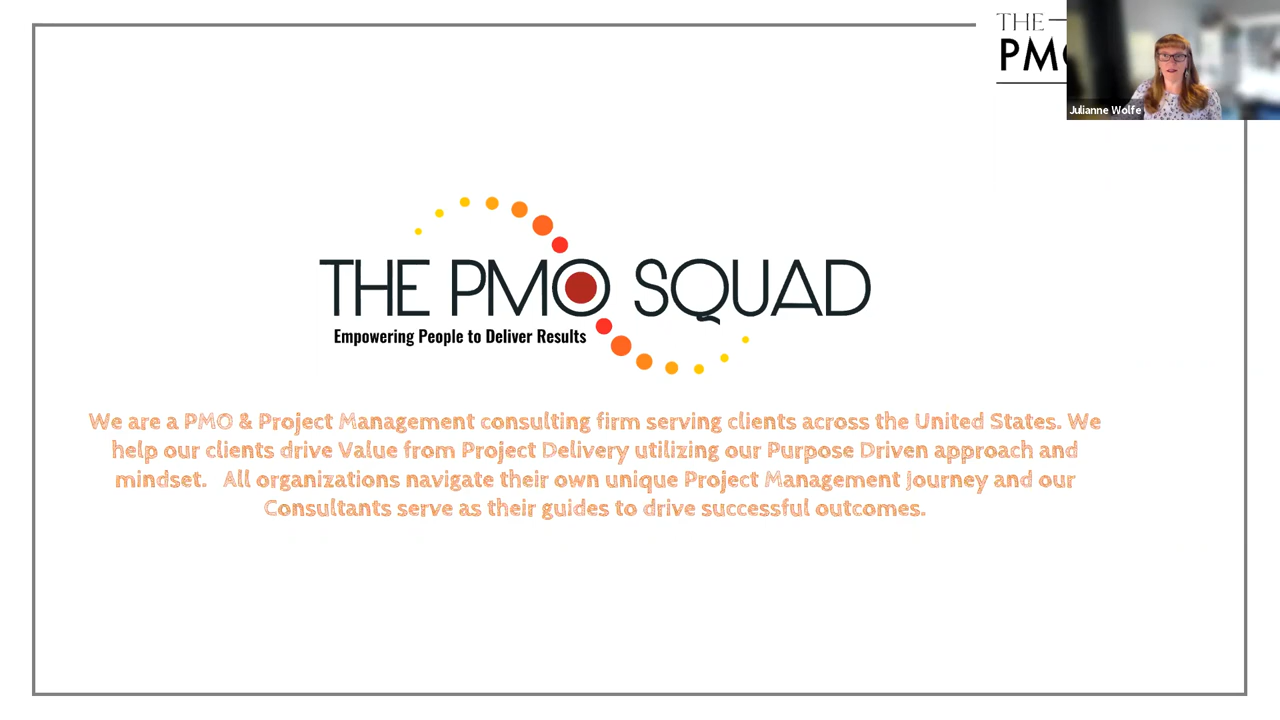 THE
PMO
Julianne Wolfe
THE PMO SQUAD
Empowering People to Deliver Results
We are a PMO & Project Management consulting firm serving clients across the United States. We
help our clients drive Value from Project Delivery utilizing our Purpose Driven approach and
mindset. All organizations navigate their own unique Project Management Journey and our
Consultants serve as their guides to drive successful outcomes.